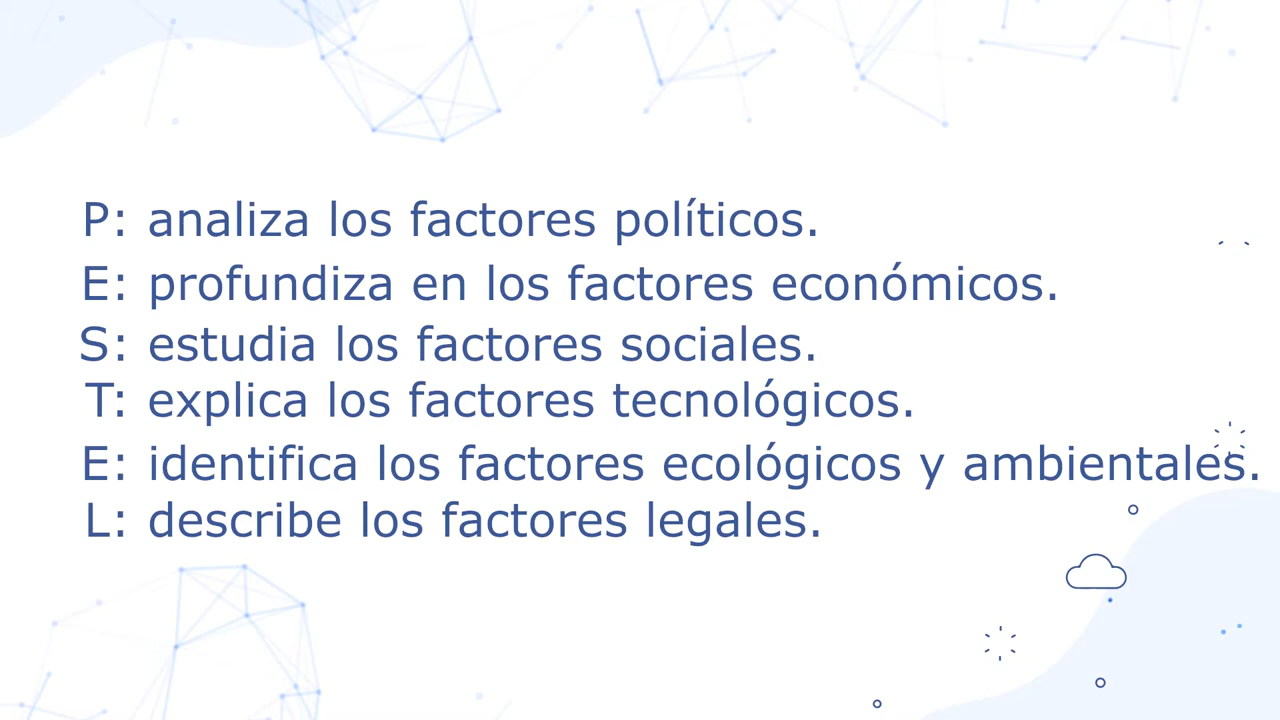 P: analiza los factores políticos.
E: profundiza en los factores económicos.
S: estudia los factores sociales.
T: explica los factores tecnológicos.
E: identifica los factores ecológicos y ambientales.
L: describe los factores legales.